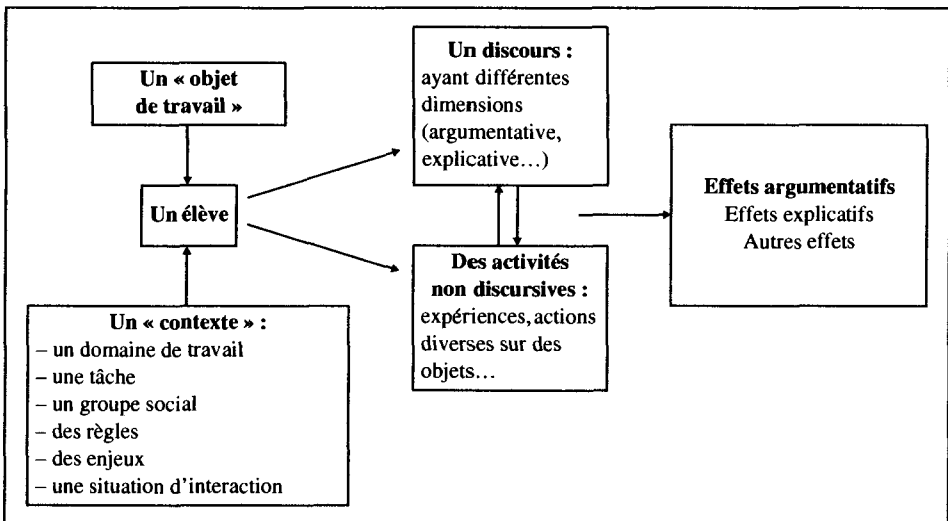 Un « objet
de travail »
Un élève
Un « contexte » :
– un domaine de travail
– une tâche
– un groupe social
– des règles
– des enjeux
– une situation d’interaction
Un discours :
ayant différentes
dimensions
(argumentative,
explicative…)
Des activités
non discursives :
expériences, actions
diverses sur des
objets…
Effets argumentatifs
Effets explicatifs
Autres effets